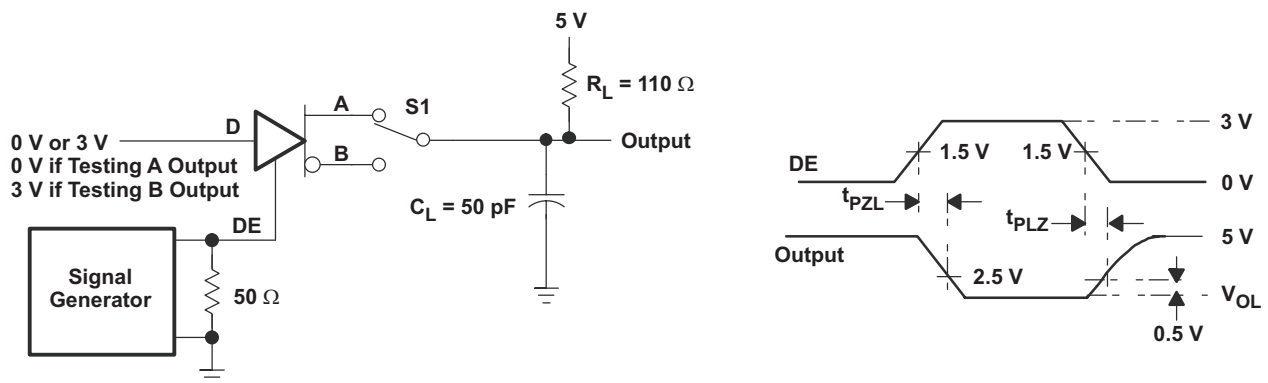 5 V
R_L = 110 Ω
A
S1
D
0 V or 3 V
Output
0 V if Testing A Output
B
3 V if Testing B Output
C_L = 50 pF
DE
Signal
Generator
50 Ω
3 V
1.5 V
1.5 V
DE
0 V
t_PZL
t_PLZ
5 V
Output
2.5 V
V_OL
0.5 V